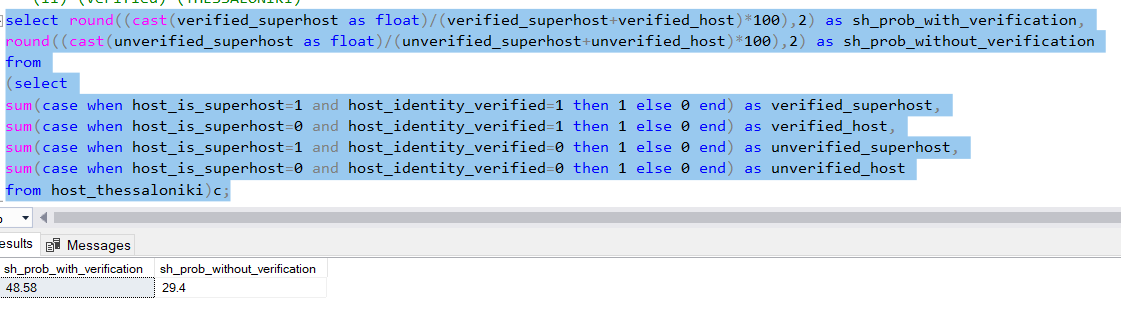 (ii) (Verified) (THESSALONIKI)
select round((cast(verified_superhost as float)/(verified_superhost+verified_host)*100),2) as sh_prob_with_verification,
round((cast(unverified_superhost as float)/(unverified_superhost+unverified_host)*100),2) as sh_prob_without_verification
from
(select
sum(case when host_is_superhost=1 and host_identity_verified=1 then 1 else 0 end) as verified_superhost,
sum(case when host_is_superhost=0 and host_identity_verified=1 then 1 else 0 end) as verified_host,
sum(case when host_is_superhost=1 and host_identity_verified=0 then 1 else 0 end) as unverified_superhost,
sum(case when host_is_superhost=0 and host_identity_verified=0 then 1 else 0 end) as unverified_host
from host_thessaloniki)c;
esults Messages
sh_prob_with_verification sh_prob_without_verification
48.58 29.4